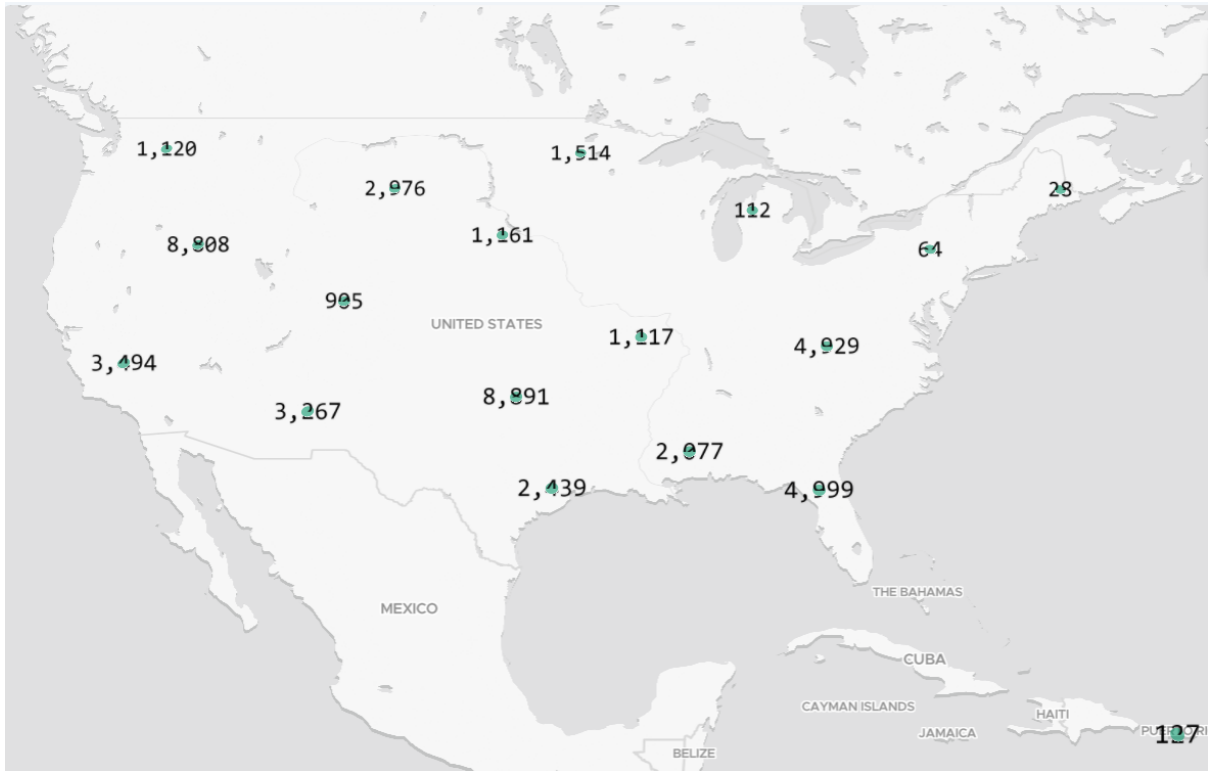 1,120
1,514
2,976
28
112
1,161
8,808
64
905
UNITED STATES
1,117
4,929
3,494
8,891
3,267
2,077
2,439
4,999
THE BAHAMAS
MEXICO
CUBA
CAYMAN ISLANDS
HAITI
JAMAICA
127
BELIZE